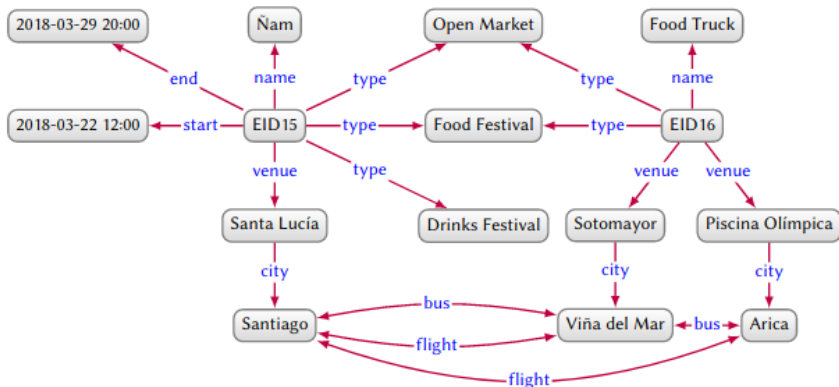 2018-03-29 20:00
Ñam
Open Market
Food Truck
end
name
type
type
name
2018-03-22 12:00
start
EID15
type
Food Festival
type
EID16
venue
type
venue
venue
Santa Lucía
Drinks Festival
Sotomayor
Piscina Olímpica
city
city
city
bus
Santiago
Viña del Mar
bus
Arica
flight
flight